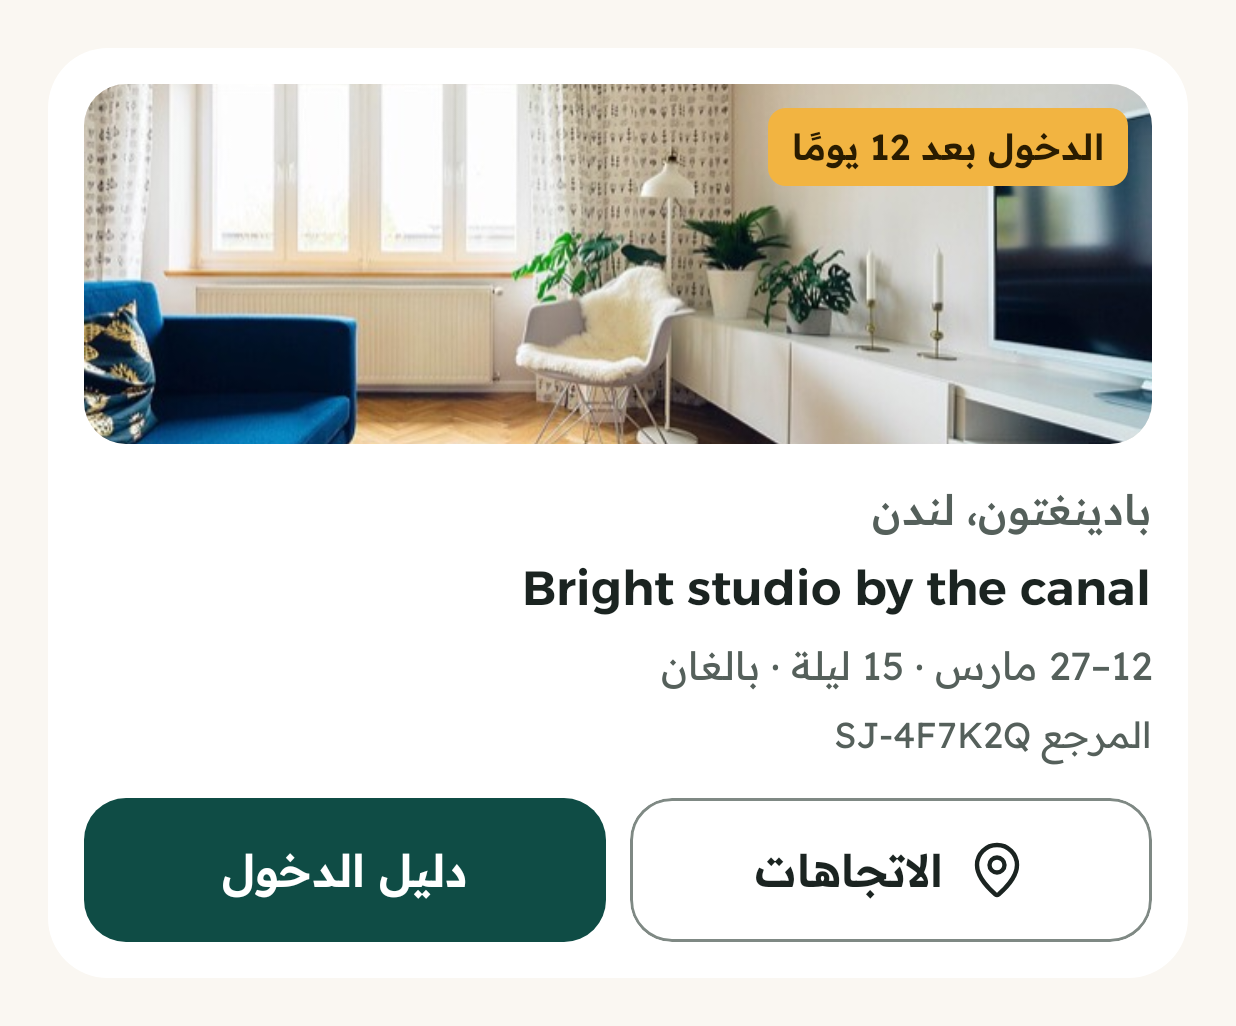 الدخول بعد 12 يومًا
بادينغتون، لندن
Bright studio by the canal
12–27 مارس · 15 ليلة · بالغان
المرجع SJ-4F7K2Q
الاتجاهات
دليل الدخول